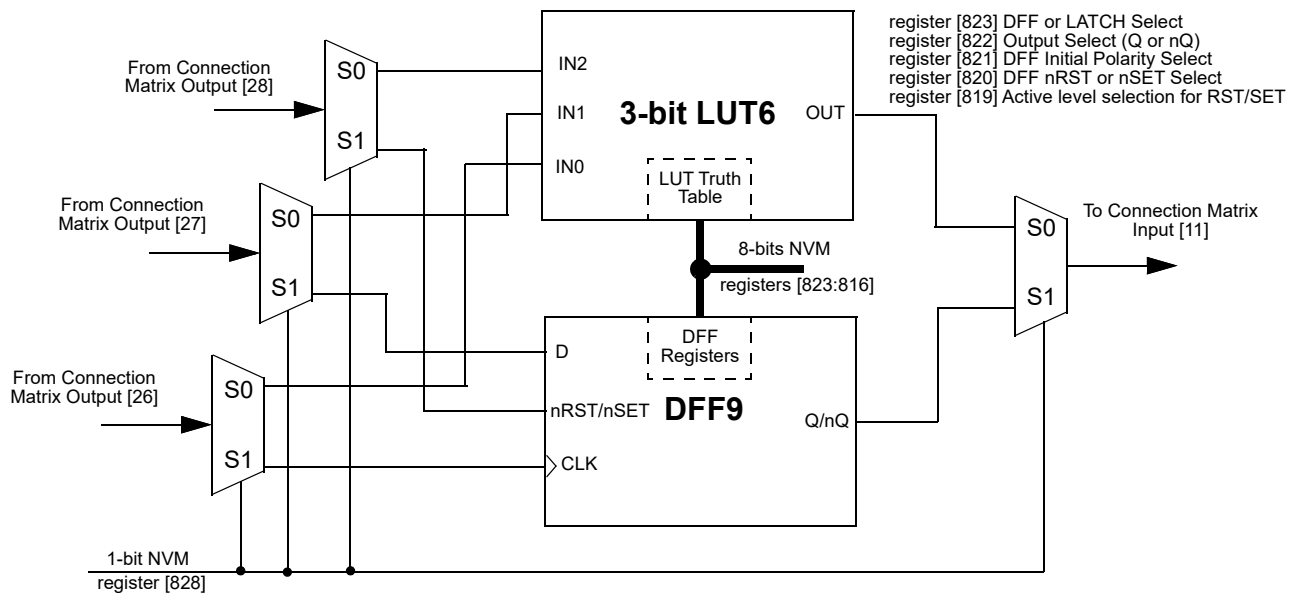 register [823] DFF or LATCH Select
register [822] Output Select (Q or nQ)
register [821] DFF Initial Polarity Select
register [820] DFF nRST or nSET Select
register [819] Active level selection for RST/SET
From Connection
Matrix Output [28]
S0
S1
IN2
IN1
IN0
3-bit LUT6
OUT
LUT Truth
Table
From Connection
Matrix Output [27]
S0
S1
To Connection Matrix
Input [11]
S0
S1
8-bits NVM
registers [823:816]
From Connection
Matrix Output [26]
S0
S1
DFF
Registers
D
nRST/nSET
DFF9
Q/nQ
CLK
1-bit NVM
register [828]